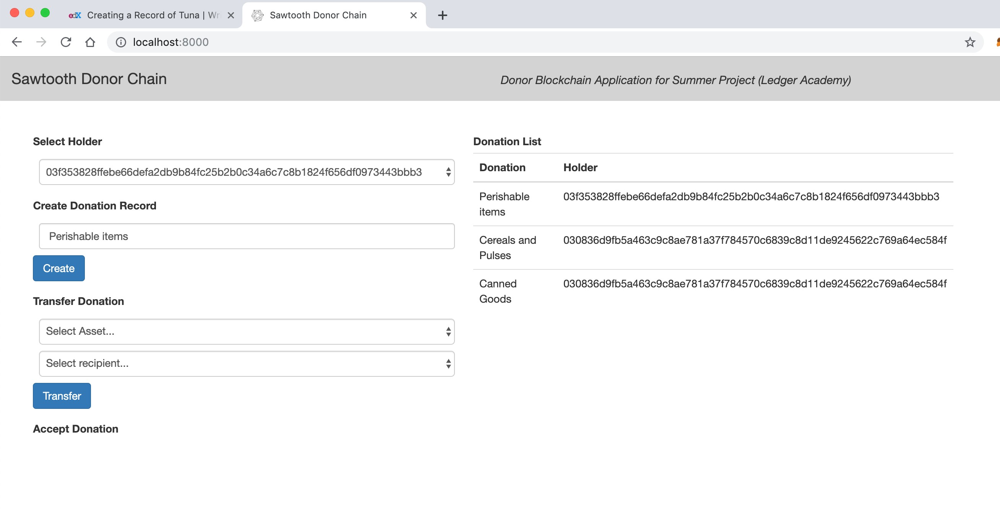 edX Creating a Record of Tuna | Wri
Sawtooth Donor Chain
localhost:8000
Sawtooth Donor Chain
Donor Blockchain Application for Summer Project (Ledger Academy)
Select Holder
03f353828ffebe66defa2db9b84fc25b2b0c34a6c7c8b1824f656df0973443bbb3
Create Donation Record
Perishable items
Create
Transfer Donation
Select Asset...
Select recipient...
Transfer
Accept Donation
Donation List
Donation Holder
Perishable 03f353828ffebe66defa2db9b84fc25b2b0c34a6c7c8b1824f656df0973443bbb3
items
Cereals and 030836d9fb5a463c9c8ae781a37f784570c6839c8d11de9245622c769a64ec584f
Pulses
Canned 030836d9fb5a463c9c8ae781a37f784570c6839c8d11de9245622c769a64ec584f
Goods